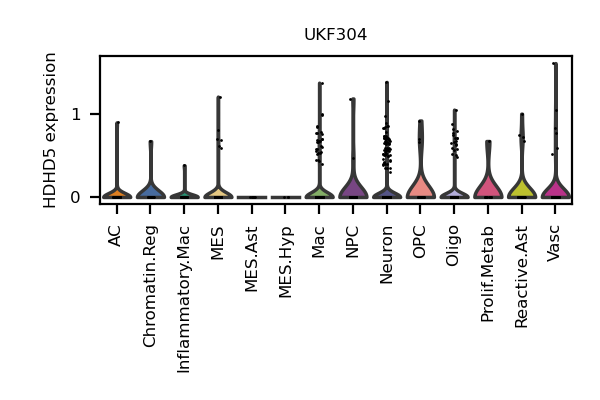 UKF304
HDHD5 expression
1
0
AC
Chromatin.Reg
Inflammatory.Mac
MES
MES.Ast
MES.Hyp
Mac
NPC
Neuron
OPC
Oligo
Prolif.Metab
Reactive.Ast
Vasc